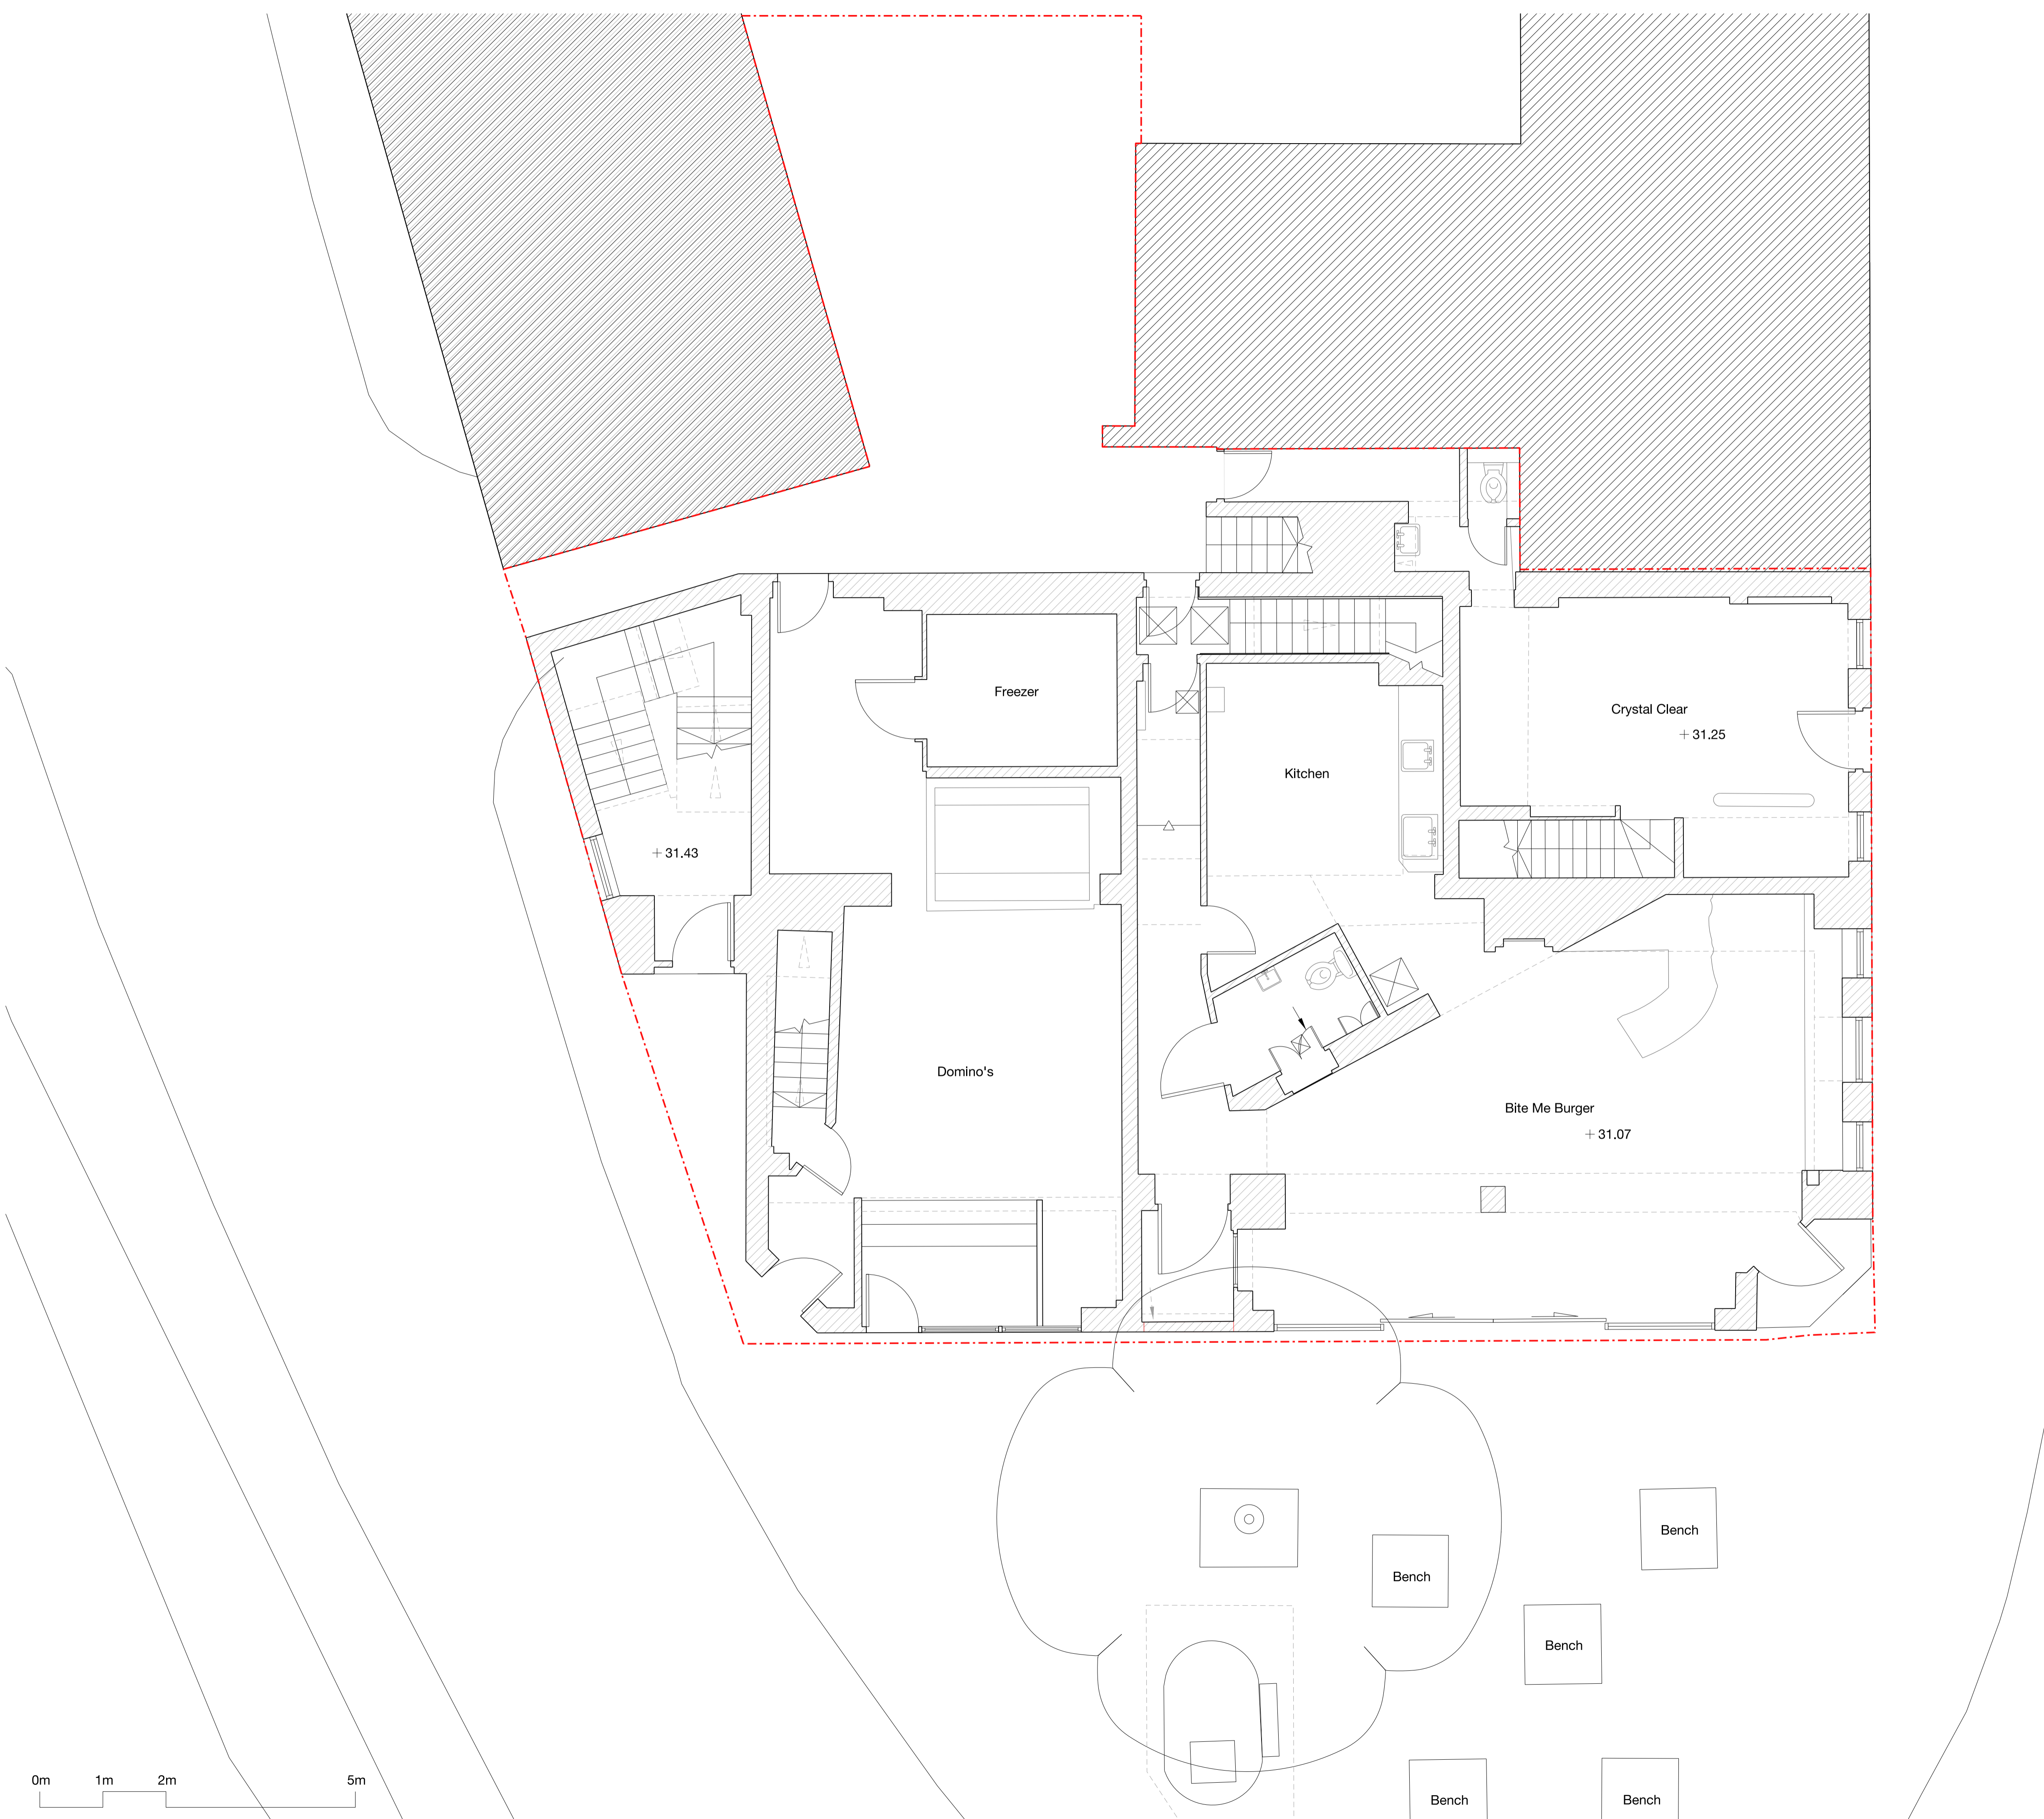 Freezer
Crystal Clear
31.25
Kitchen
31.43
Domino's
Bite Me Burger
31.07
Bench
Bench
Bench
0m 1m 2m 5m
Bench
Bench